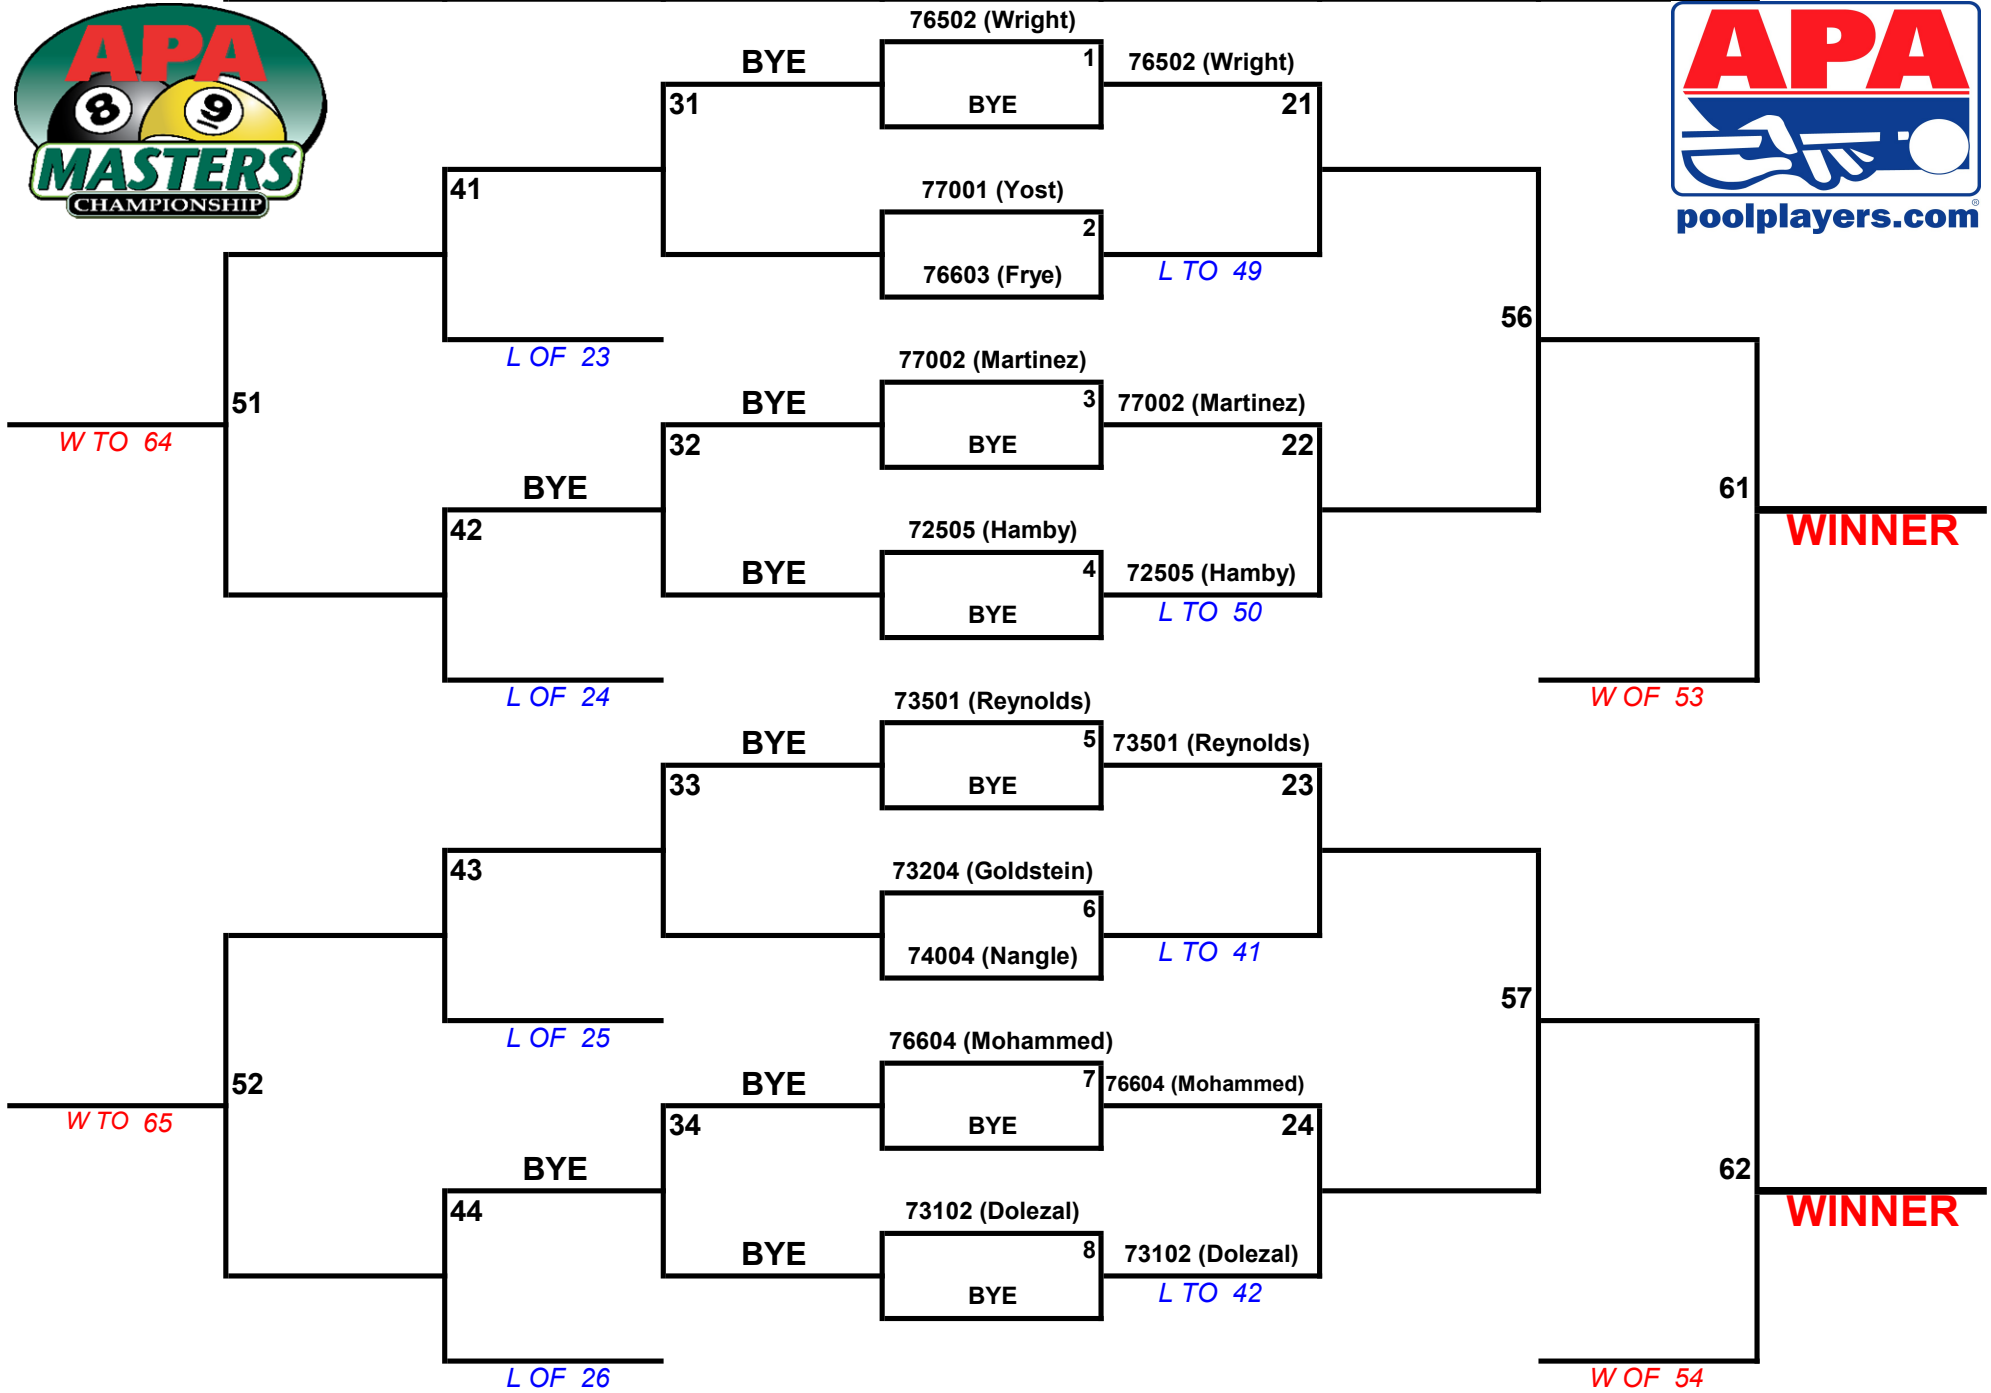 76502 (Wright)
APA
8 9
MASTERS
CHAMPIONSHIP
APA
poolplayers.com®
BYE
1
76502 (Wright)
31
BYE
21
41
77001 (Yost)
2
76603 (Frye)
L TO 49
56
L OF 23
77002 (Martinez)
51
BYE
3
77002 (Martinez)
W TO 64
32
BYE
22
BYE
61
42
72505 (Hamby)
WINNER
BYE
4
72505 (Hamby)
BYE
L TO 50
L OF 24
73501 (Reynolds)
W OF 53
BYE
5
73501 (Reynolds)
33
BYE
23
43
73204 (Goldstein)
6
74004 (Nangle)
L TO 41
57
L OF 25
76604 (Mohammed)
52
BYE
7
76604 (Mohammed)
W TO 65
34
BYE
24
BYE
62
44
73102 (Dolezal)
WINNER
BYE
8
73102 (Dolezal)
BYE
L TO 42
L OF 26
W OF 54